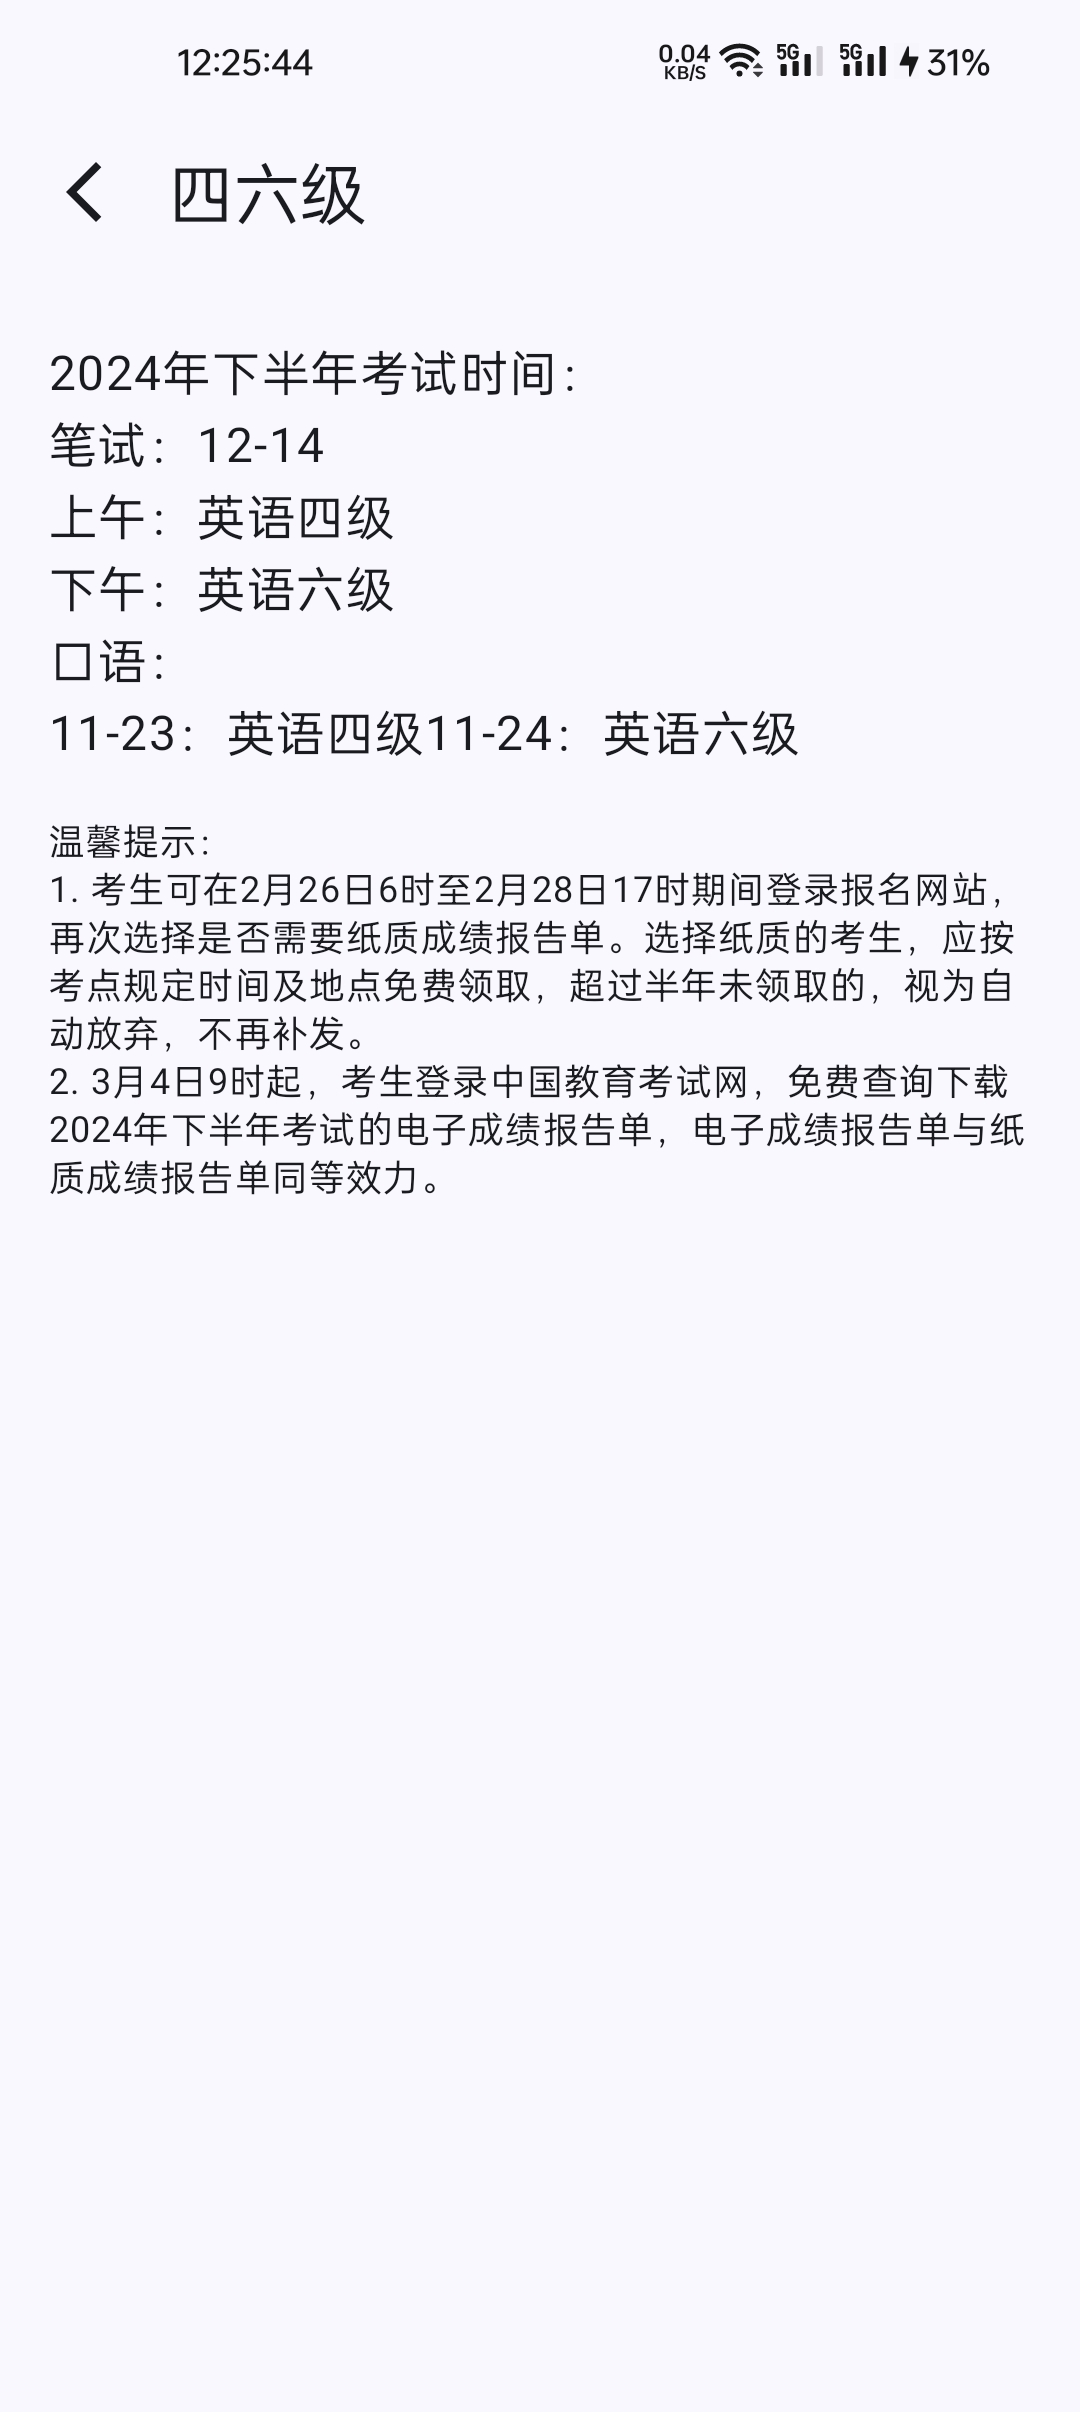 12:25:44
0.04 KB/S 5G 5G 31%
四六级
2024年下半年考试时间：
笔试：12-14
上午：英语四级
下午：英语六级
口语：
11-23：英语四级11-24：英语六级
温馨提示：
1. 考生可在2月26日6时至2月28日17时期间登录报名网站，
再次选择是否需要纸质成绩报告单。选择纸质的考生，应按
考点规定时间及地点免费领取，超过半年未领取的，视为自
动放弃，不再补发。
2. 3月4日9时起，考生登录中国教育考试网，免费查询下载
2024年下半年考试的电子成绩报告单，电子成绩报告单与纸
质成绩报告单同等效力。